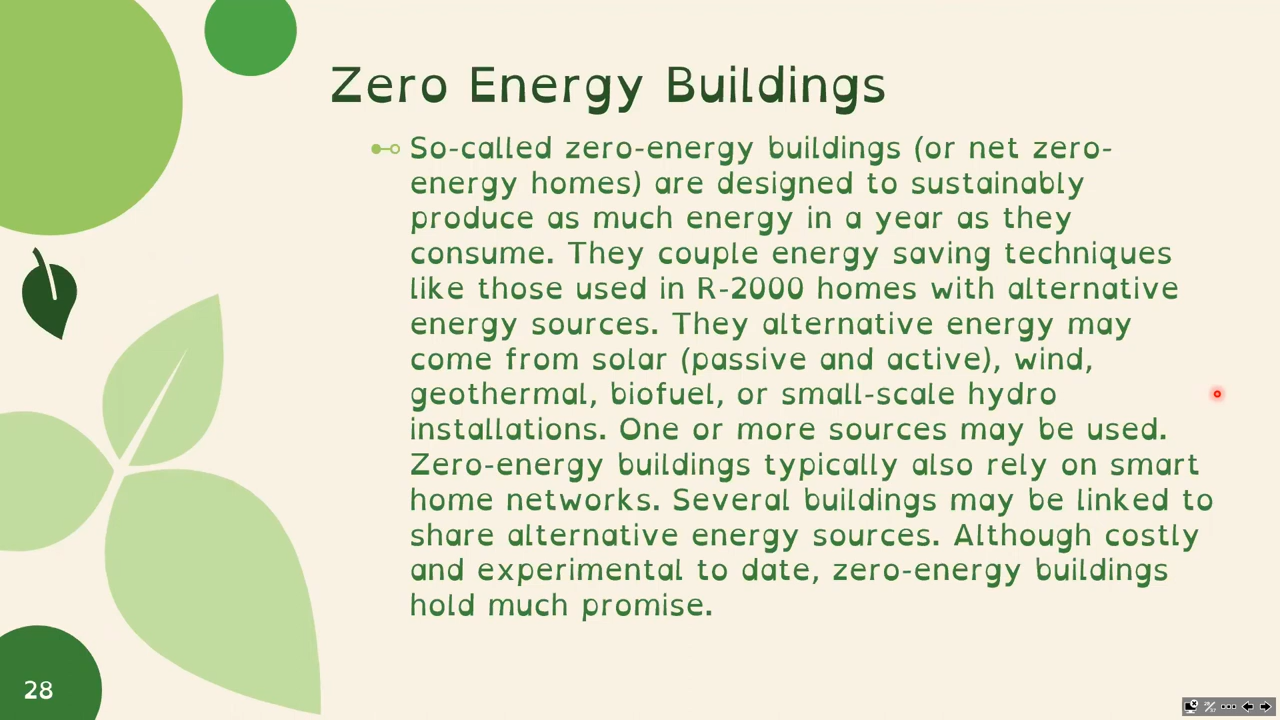 Zero Energy Buildings
So-called zero-energy buildings (or net zero-
energy homes) are designed to sustainably
produce as much energy in a year as they
consume. They couple energy saving techniques
like those used in R-2000 homes with alternative
energy sources. They alternative energy may
come from solar (passive and active), wind,
geothermal, biofuel, or small-scale hydro
installations. One or more sources may be used.
Zero-energy buildings typically also rely on smart
home networks. Several buildings may be linked to
share alternative energy sources. Although costly
and experimental to date, zero-energy buildings
hold much promise.
28